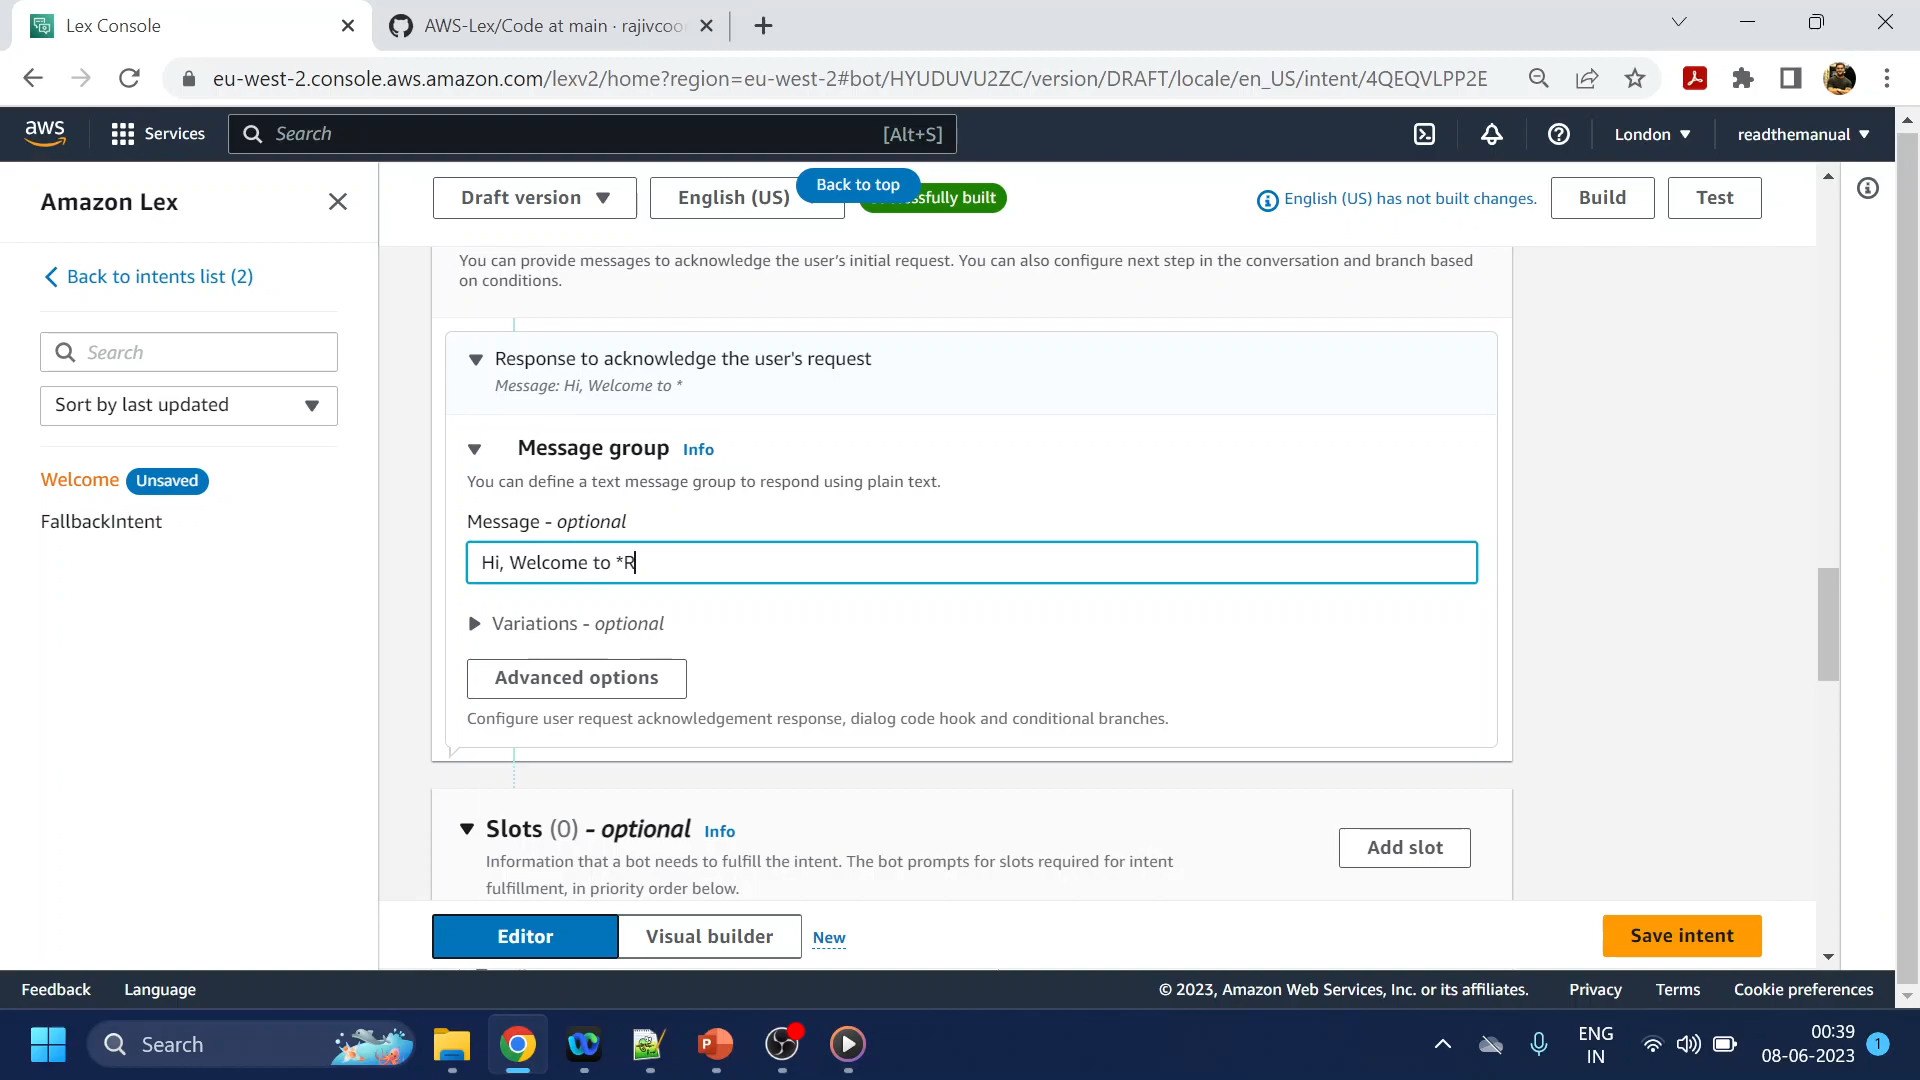 Lex Console
AWS-Lex/Code at main · rajivcoo
eu-west-2.console.aws.amazon.com/lexv2/home?region=eu-west-2#bot/HYUDUVU2ZC/version/DRAFT/locale/en_US/intent/4QEQVLPP2E
aws
Services
Search
[Alt+S]
London
readthemanual
Amazon Lex
Draft version
English (US)
Back to top
ssfully built
English (US) has not built changes.
Build
Test
Back to intents list (2)
Search
Sort by last updated
Welcome Unsaved
FallbackIntent
You can provide messages to acknowledge the user's initial request. You can also configure next step in the conversation and branch based
on conditions.
Response to acknowledge the user's request
Message: Hi, Welcome to *
Message group Info
You can define a text message group to respond using plain text.
Message - optional
Hi, Welcome to *R
Variations - optional
Advanced options
Configure user request acknowledgement response, dialog code hook and conditional branches.
Slots (0) - optional Info
Information that a bot needs to fulfill the intent. The bot prompts for slots required for intent
fulfillment, in priority order below.
Add slot
Editor
Visual builder
New
Save intent
Feedback
Language
© 2023, Amazon Web Services, Inc. or its affiliates.
Privacy
Terms
Cookie preferences
Search
P
ENG
IN
00:39
08-06-2023
1